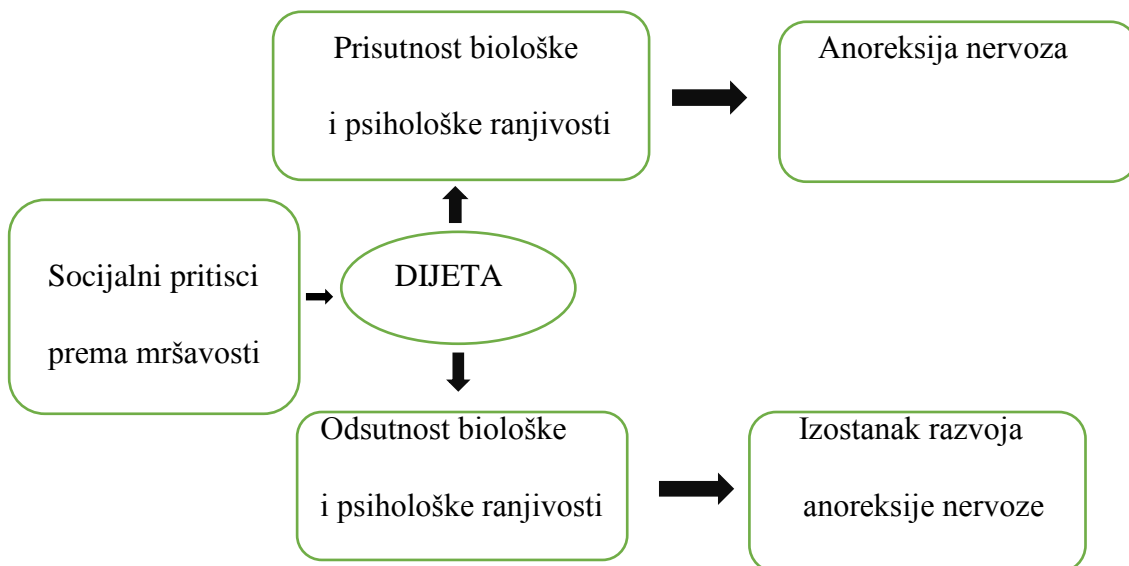 Prisutnost biološke
i psihološke ranjivosti
Anoreksija nervoza
Socijalni pritisci
prema mršavosti
DIJETA
Odsutnost biološke
i psihološke ranjivosti
Izostanak razvoja
anoreksije nervoze